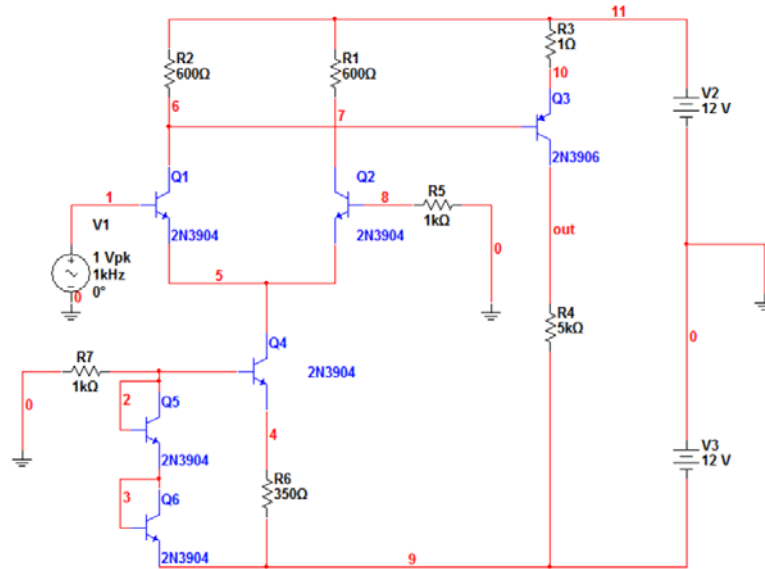 11
R2
600Ω
R1
600Ω
R3
1Ω
10
6
7
Q3
V2
12 V
2N3906
Q1
Q2
1
8
R5
1kΩ
V1
2N3904
2N3904
out
1 Vpk
1kHz
0°
0
5
0
R4
5kΩ
0
Q4
R7
1kΩ
2N3904
0
2
Q5
4
V3
12 V
2N3904
3
Q6
R6
350Ω
2N3904
9